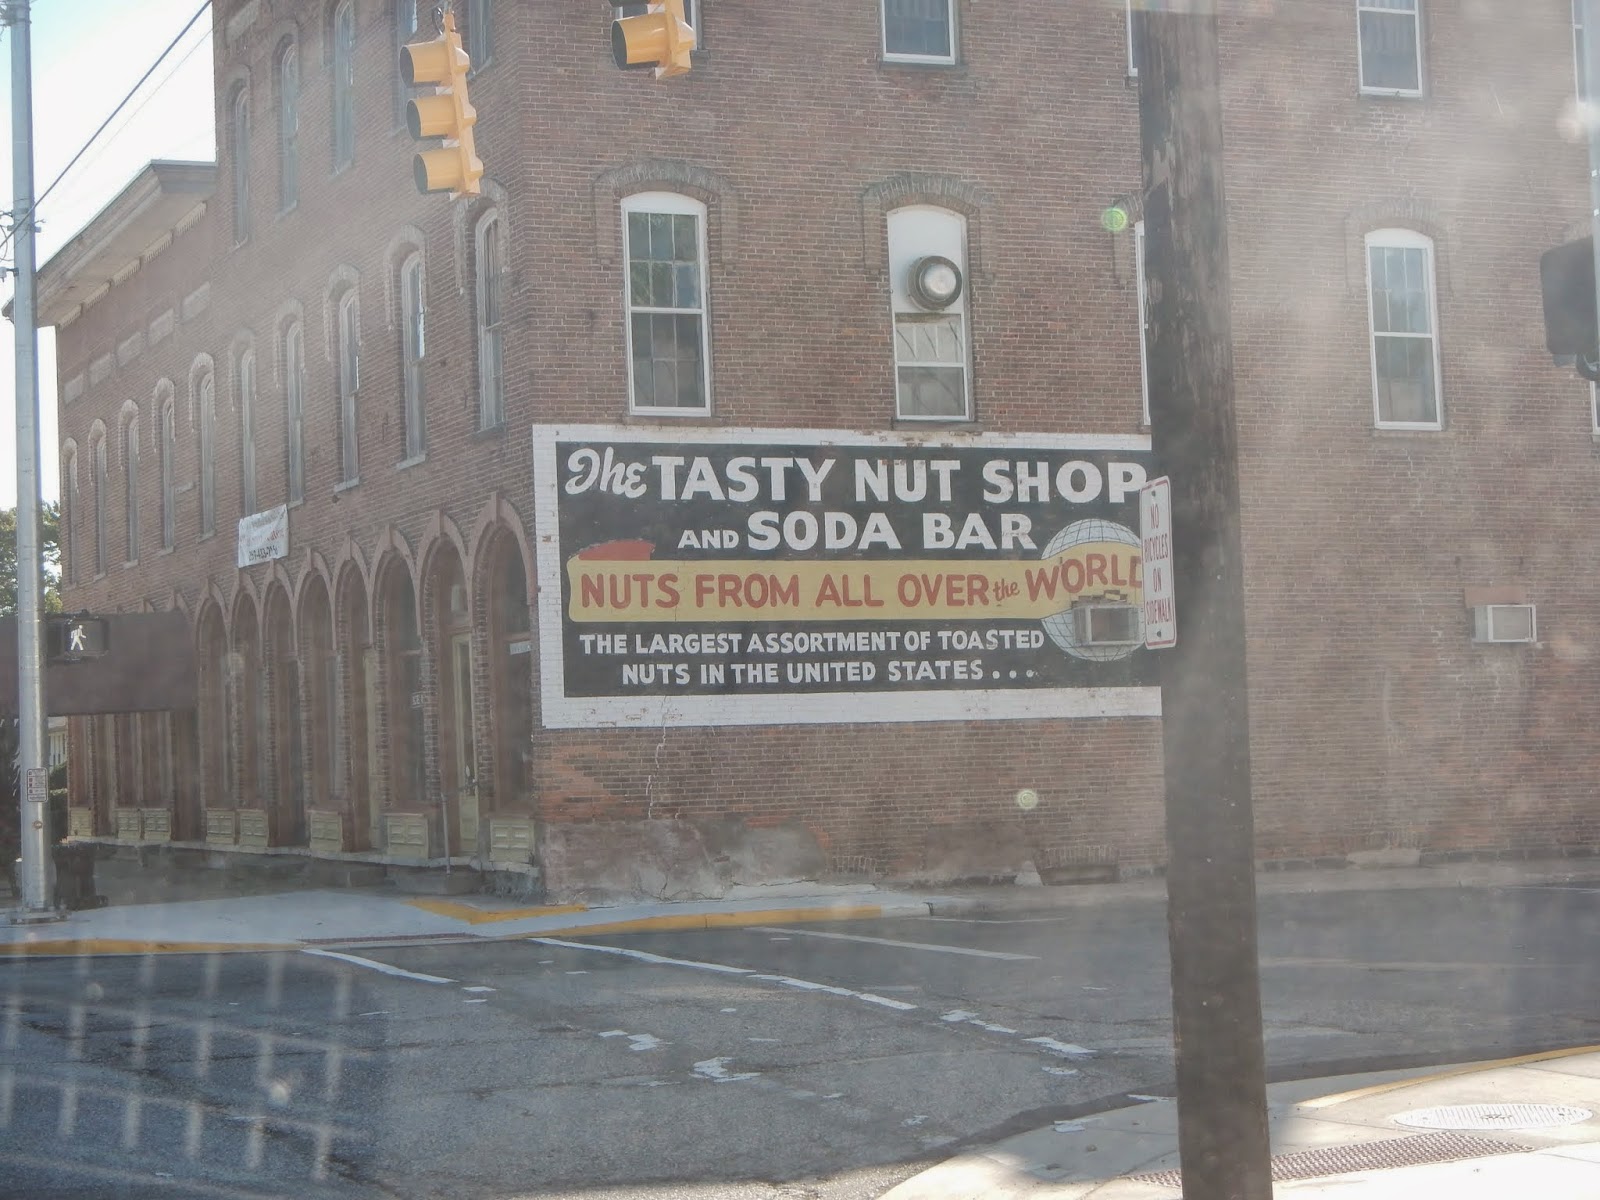 The TASTY NUT SHOP
AND SODA BAR
NUTS FROM ALL OVER the WORLD
THE LARGEST ASSORTMENT OF TOASTED
NUTS IN THE UNITED STATES...
NO
BICYCLES
ON
SIDEWALK